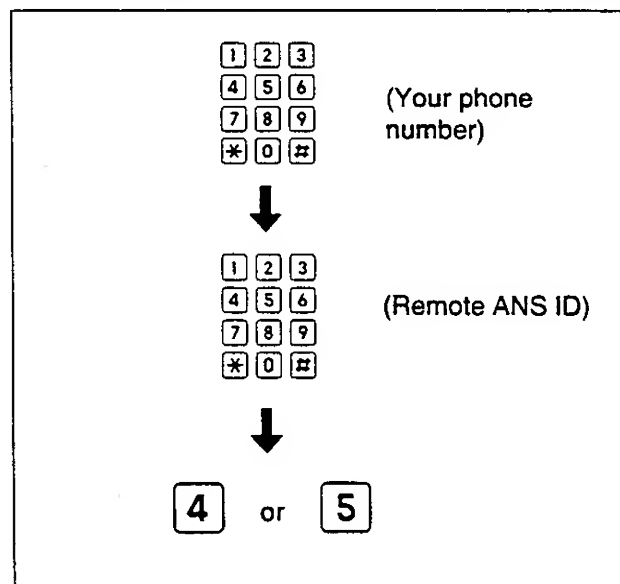 1 2 3
4 5 6
7 8 9
* 0 #
(Your phone
number)
1 2 3
4 5 6
7 8 9
* 0 #
(Remote ANS ID)
4 or 5